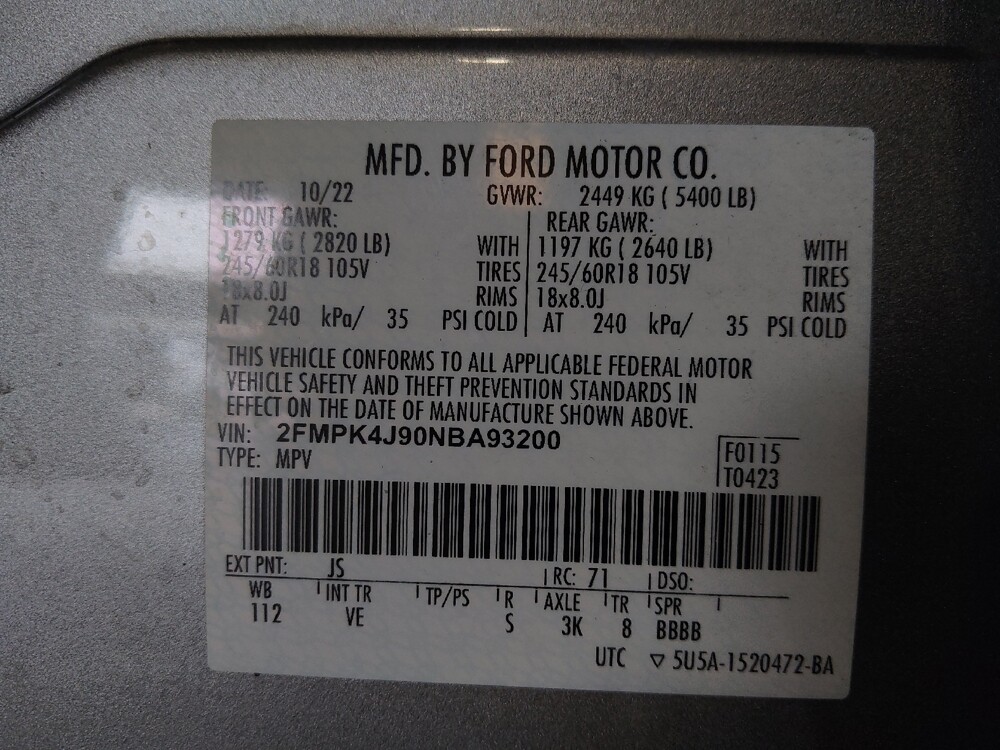 MFD. BY FORD MOTOR CO.
DATE: 10/22 GVWR: 2449 KG ( 5400 LB)
FRONT GAWR: REAR GAWR:
1279 KG ( 2820 LB) WITH 1197 KG ( 2640 LB) WITH
245/60R18 105V TIRES 245/60R18 105V TIRES
18x8.0J RIMS 18x8.0J RIMS
AT 240 kPa/ 35 PSI COLD AT 240 kPa/ 35 PSI COLD
THIS VEHICLE CONFORMS TO ALL APPLICABLE FEDERAL MOTOR
VEHICLE SAFETY AND THEFT PREVENTION STANDARDS IN
EFFECT ON THE DATE OF MANUFACTURE SHOWN ABOVE.
VIN: 2FMPK4J90NBA93200
TYPE: MPV
F0115
T0423
EXT PNT: JS RC: 71 DSO:
WB INT TR TP/PS R AXLE TR SPR
112 VE S 3K 8 BBBB
UTC ▽ 5U5A-1520472-BA